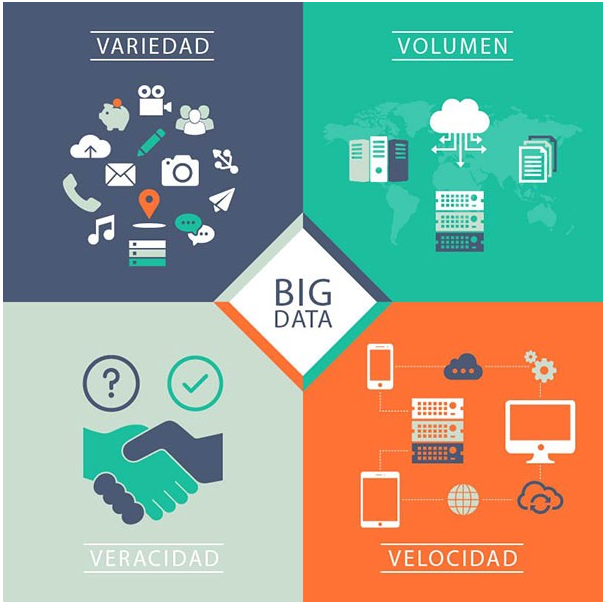 VARIEDAD
VOLUMEN
BIG
DATA
VERACIDAD
VELOCIDAD